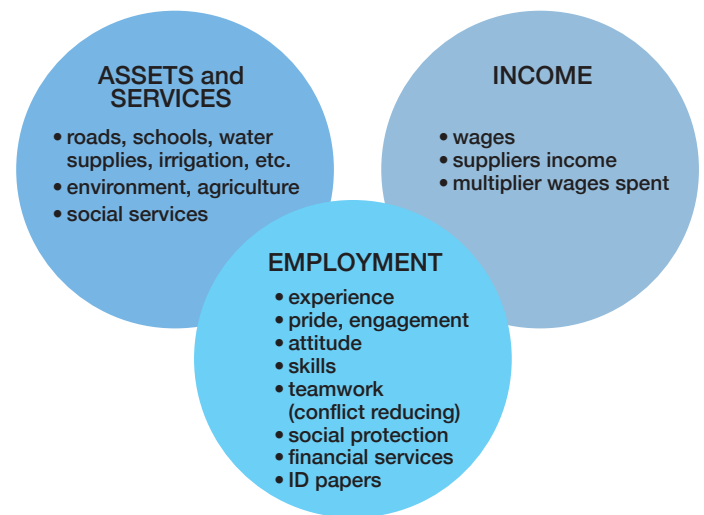 ASSETS and
SERVICES
• roads, schools, water
supplies, irrigation, etc.
• environment, agriculture
• social services
INCOME
• wages
• suppliers income
• multiplier wages spent
EMPLOYMENT
• experience
• pride, engagement
• attitude
• skills
• teamwork
(conflict reducing)
• social protection
• financial services
• ID papers